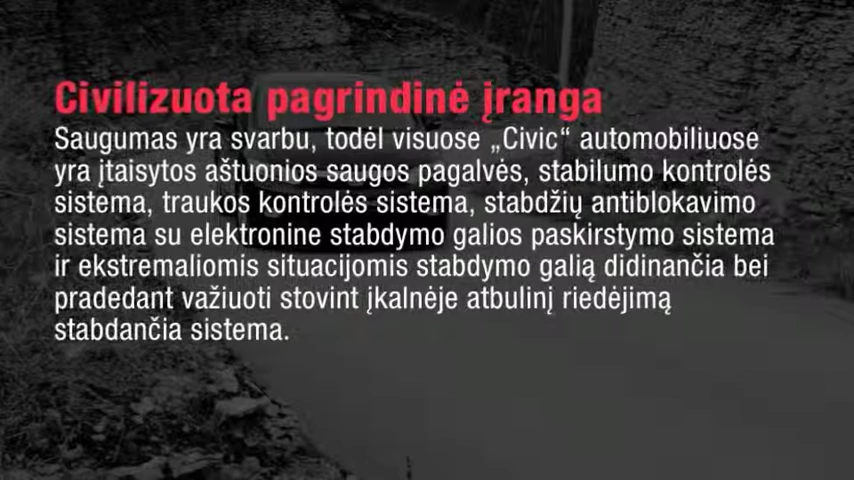 Civilizuota pagrindinė įranga
Saugumas yra svarbu, todėl visuose „Civic“ automobiliuose
yra įtaisytos aštuonios saugos pagalvės, stabilumo kontrolės
sistema, traukos kontrolės sistema, stabdžių antiblokavimo
sistema su elektronine stabdymo galios paskirstymo sistema
ir ekstremaliomis situacijomis stabdymo galią didinančia bei
pradedant važiuoti stovint įkalnėje atbulinį riedėjimą
stabdančia sistema.